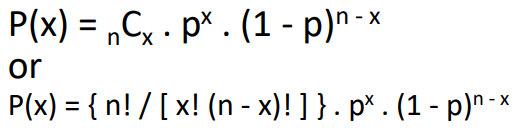 P(x) = ₙCₓ . pˣ . (1 - p)ⁿ ⁻ ˣ
or
P(x) = { n! / [ x! (n - x)! ] } . pˣ . (1 - p)ⁿ ⁻ ˣ